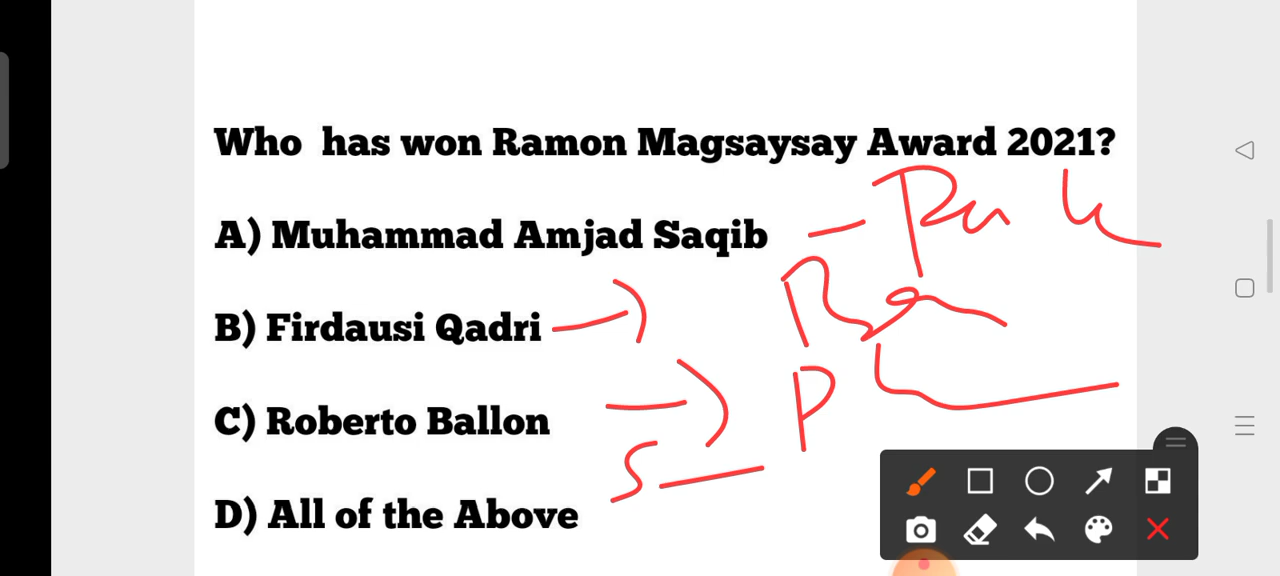 Who has won Ramon Magsaysay Award 2021?
A) Muhammad Amjad Saqib
B) Firdausi Qadri
C) Roberto Ballon
P
D) All of the Above